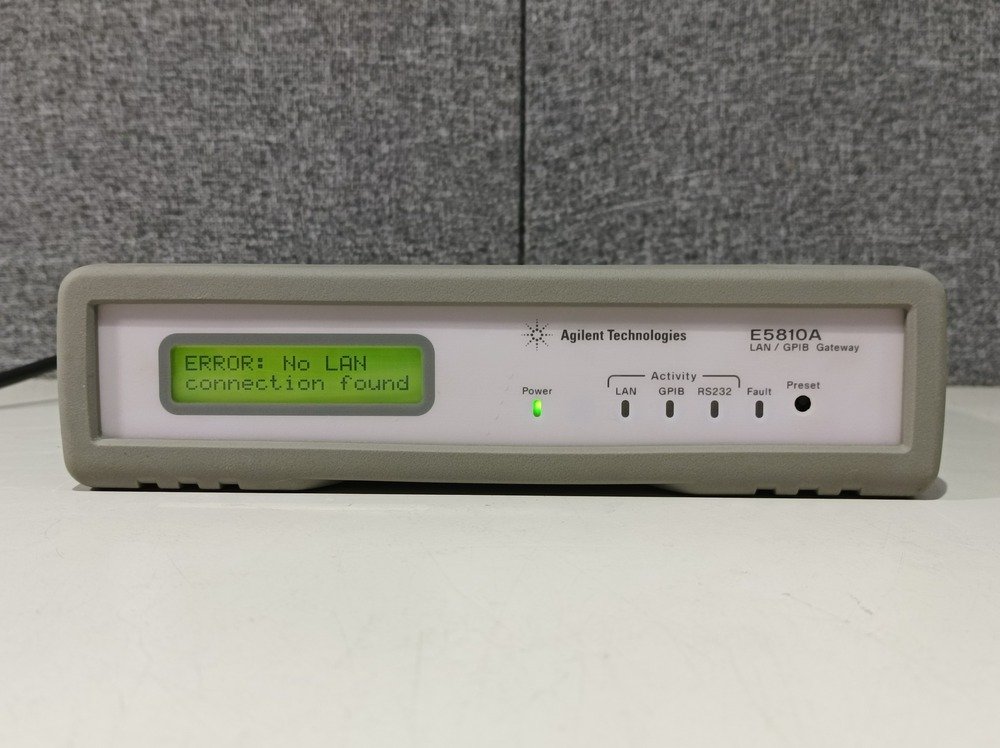 ERROR: No LAN
connection found
Agilent Technologies
E5810A
LAN / GPIB Gateway
Power
Activity
LAN GPIB RS232
Fault
Preset